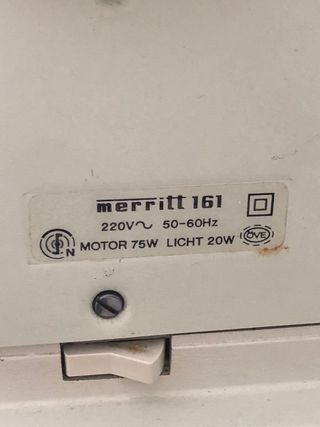 merritt 161
220V~ 50-60Hz
N MOTOR 75W LICHT 20W ÖVE